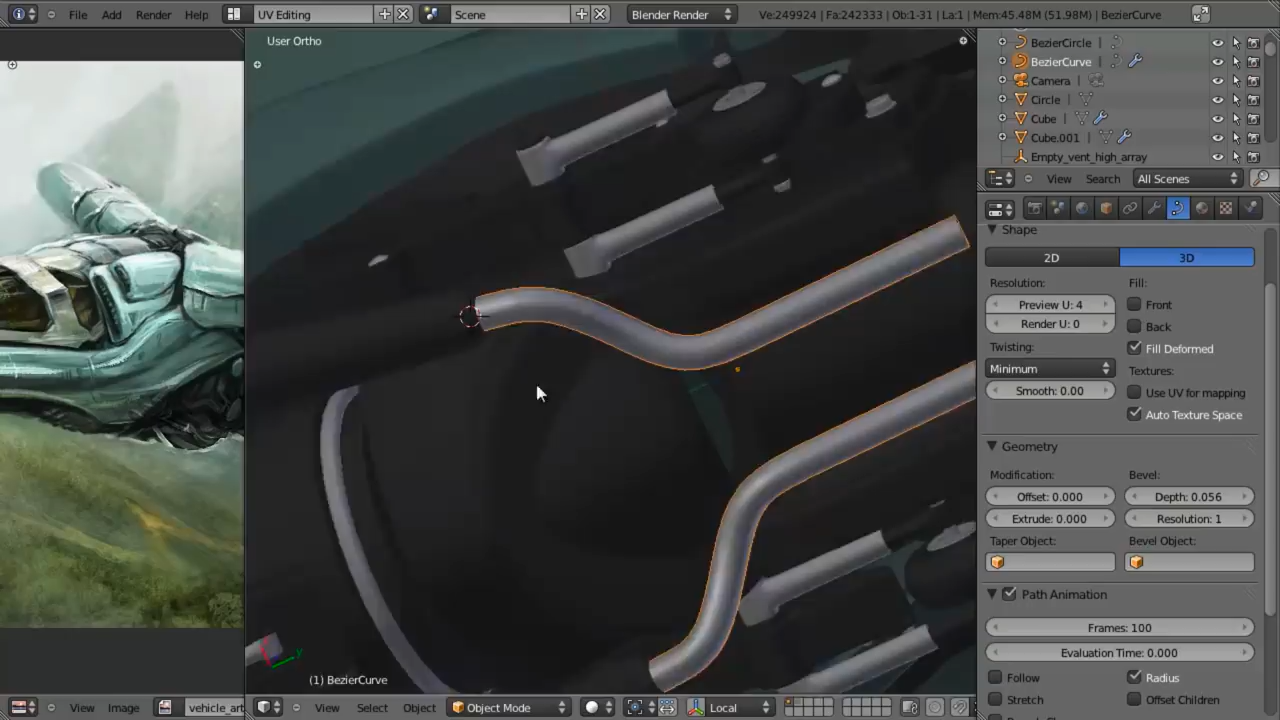 File Add Render Help UV Editing Scene Blender Render Ve:249924 | Fa:242333 | Ob:1-31 | La:1 | Mem:45.48M (51.98M) | BezierCurve
User Ortho
BezierCircle
BezierCurve
Camera
Circle
Cube
Cube.001
Empty_vent_high_array
View Search All Scenes
Shape
2D 3D
Resolution: Fill:
Preview U: 4 Front
Render U: 0 Back
Twisting: Fill Deformed
Minimum Textures:
Smooth: 0.00 Use UV for mapping
Auto Texture Space
Geometry
Modification: Bevel:
Offset: 0.000 Depth: 0.056
Extrude: 0.000 Resolution: 1
Taper Object: Bevel Object:
Path Animation
Frames: 100
Evaluation Time: 0.000
Follow Radius
Stretch Offset Children
y
(1) BezierCurve
View Image vehicle_art View Select Object Object Mode Local